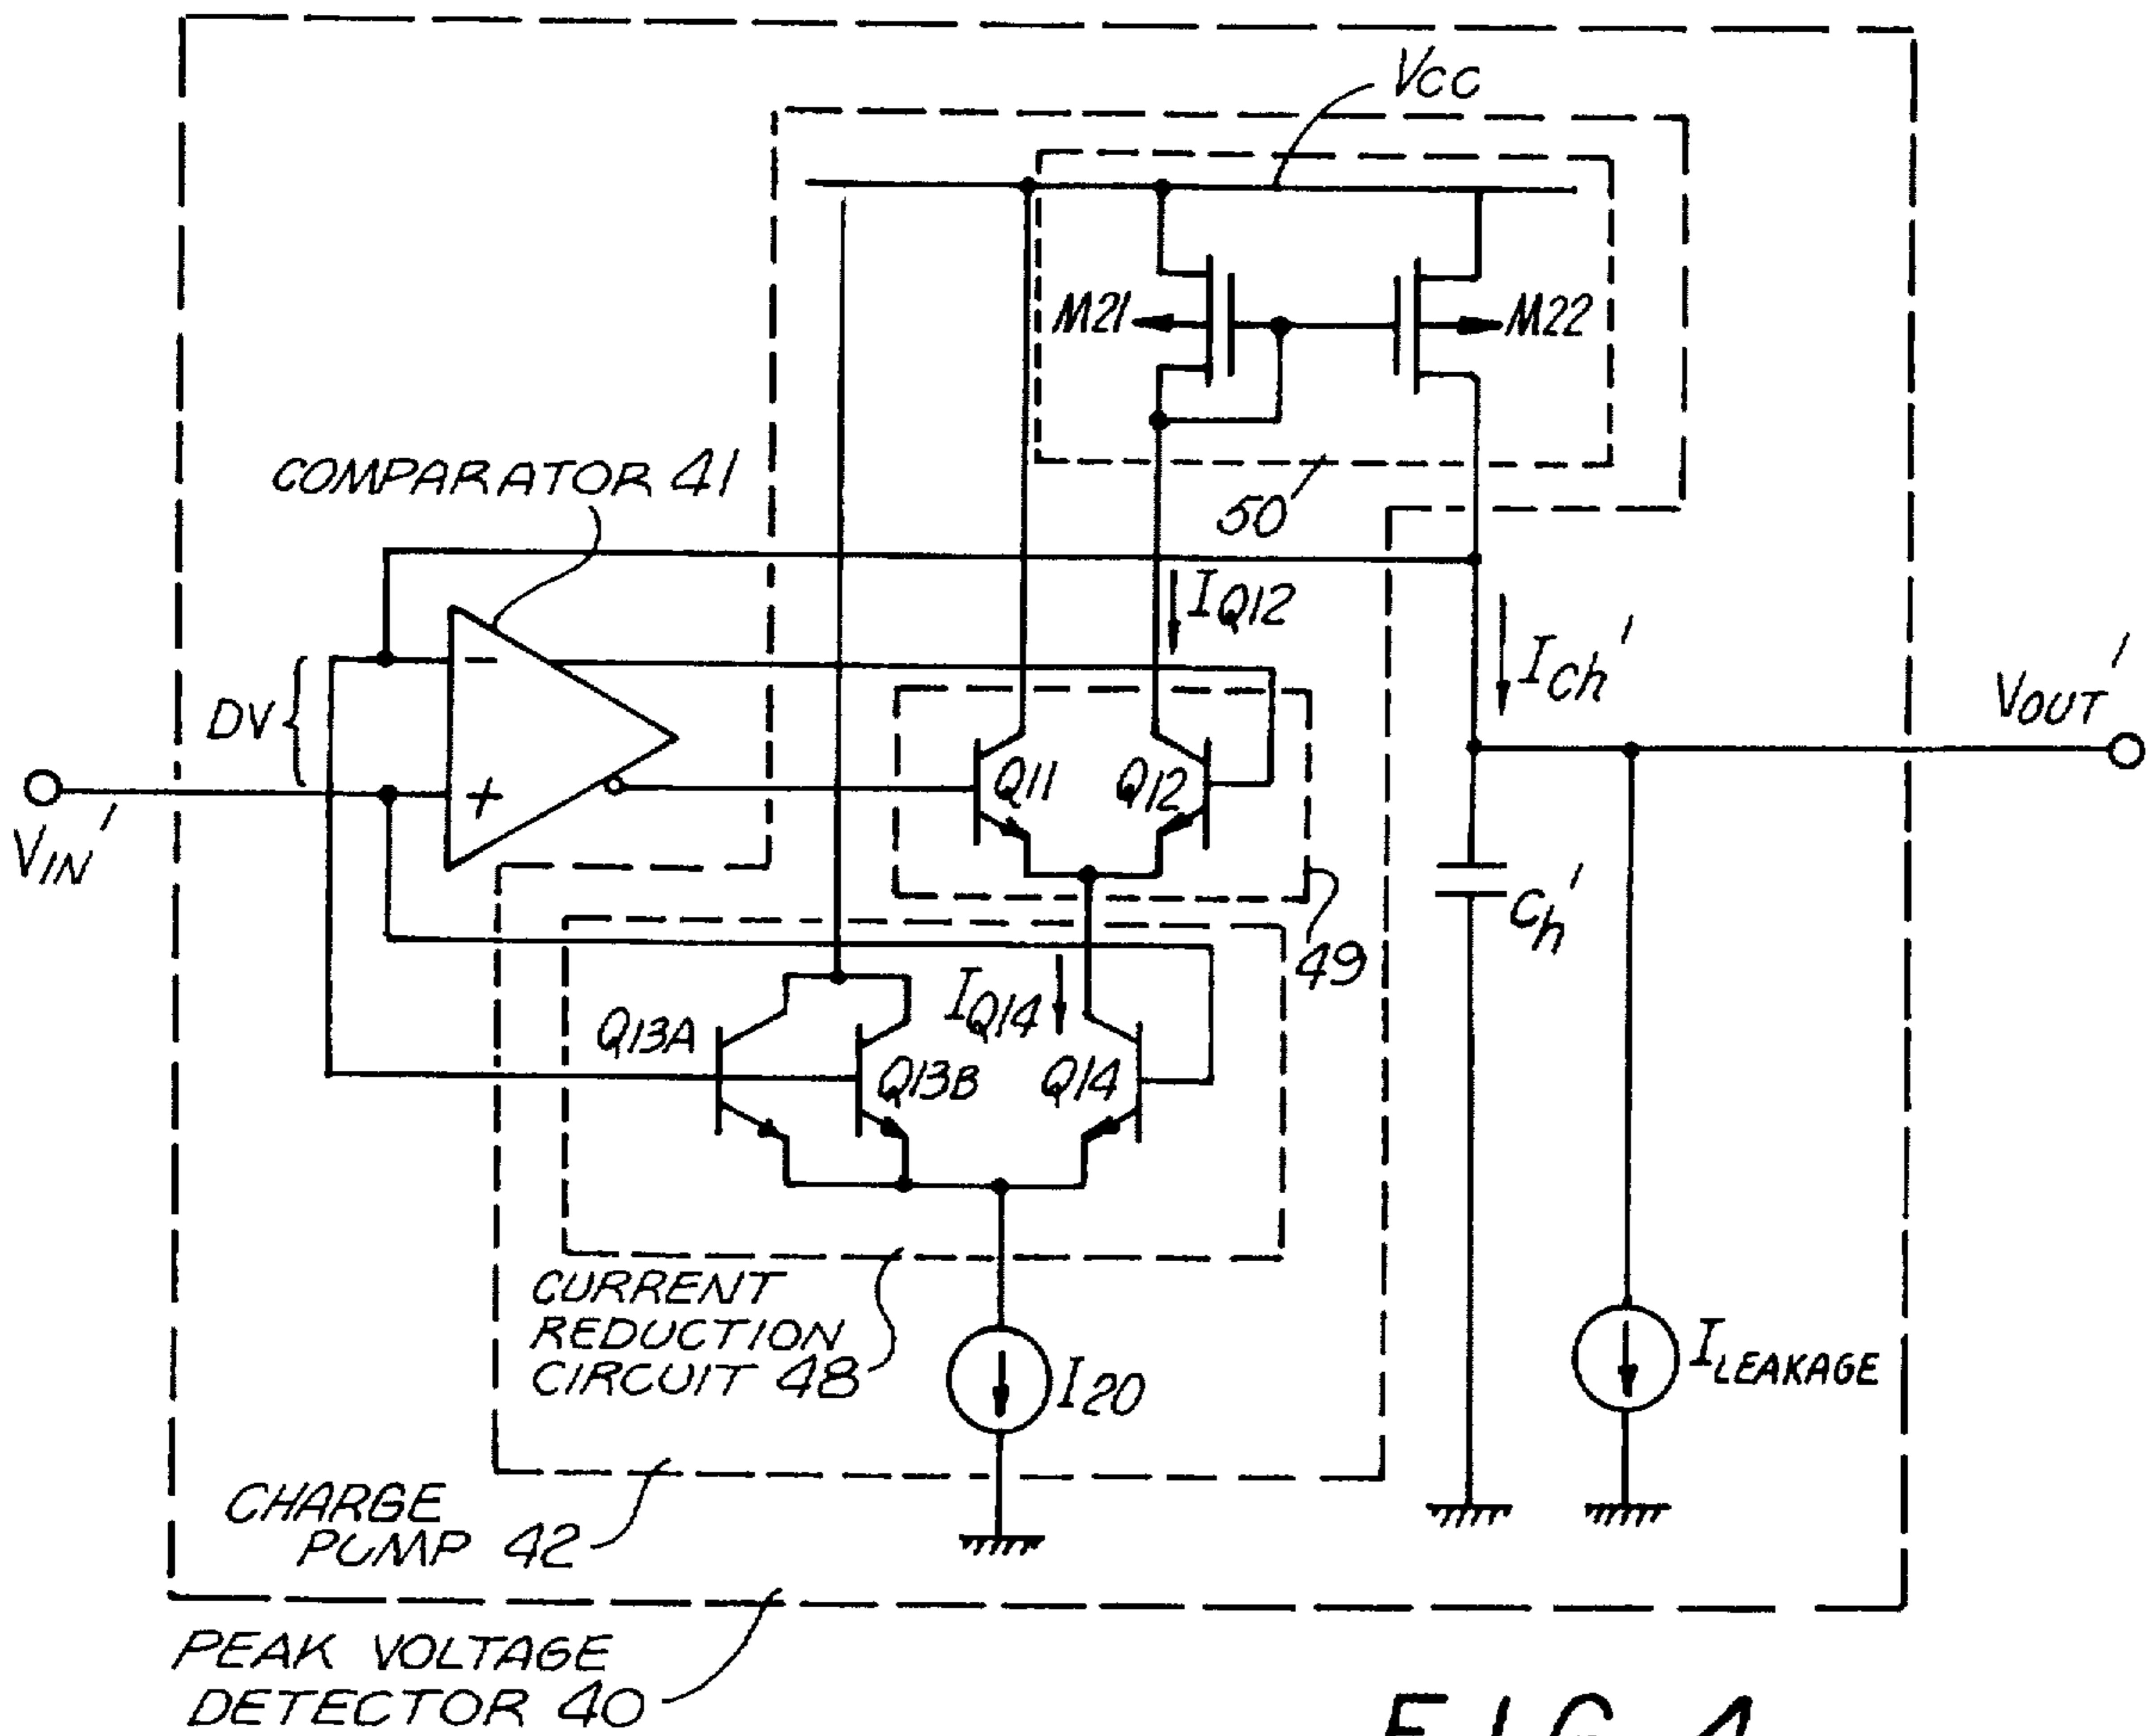 VCC
M21
M22
COMPARATOR 41
50
IQ12
Ich'
VOUT'
DV
−
+
VIN'
Q11
Q12
Ch'
49
IQ14
Q13A
Q13B
Q14
CURRENT
REDUCTION
CIRCUIT 48
I20
ILEAKAGE
CHARGE
PUMP 42
PEAK VOLTAGE
DETECTOR 40